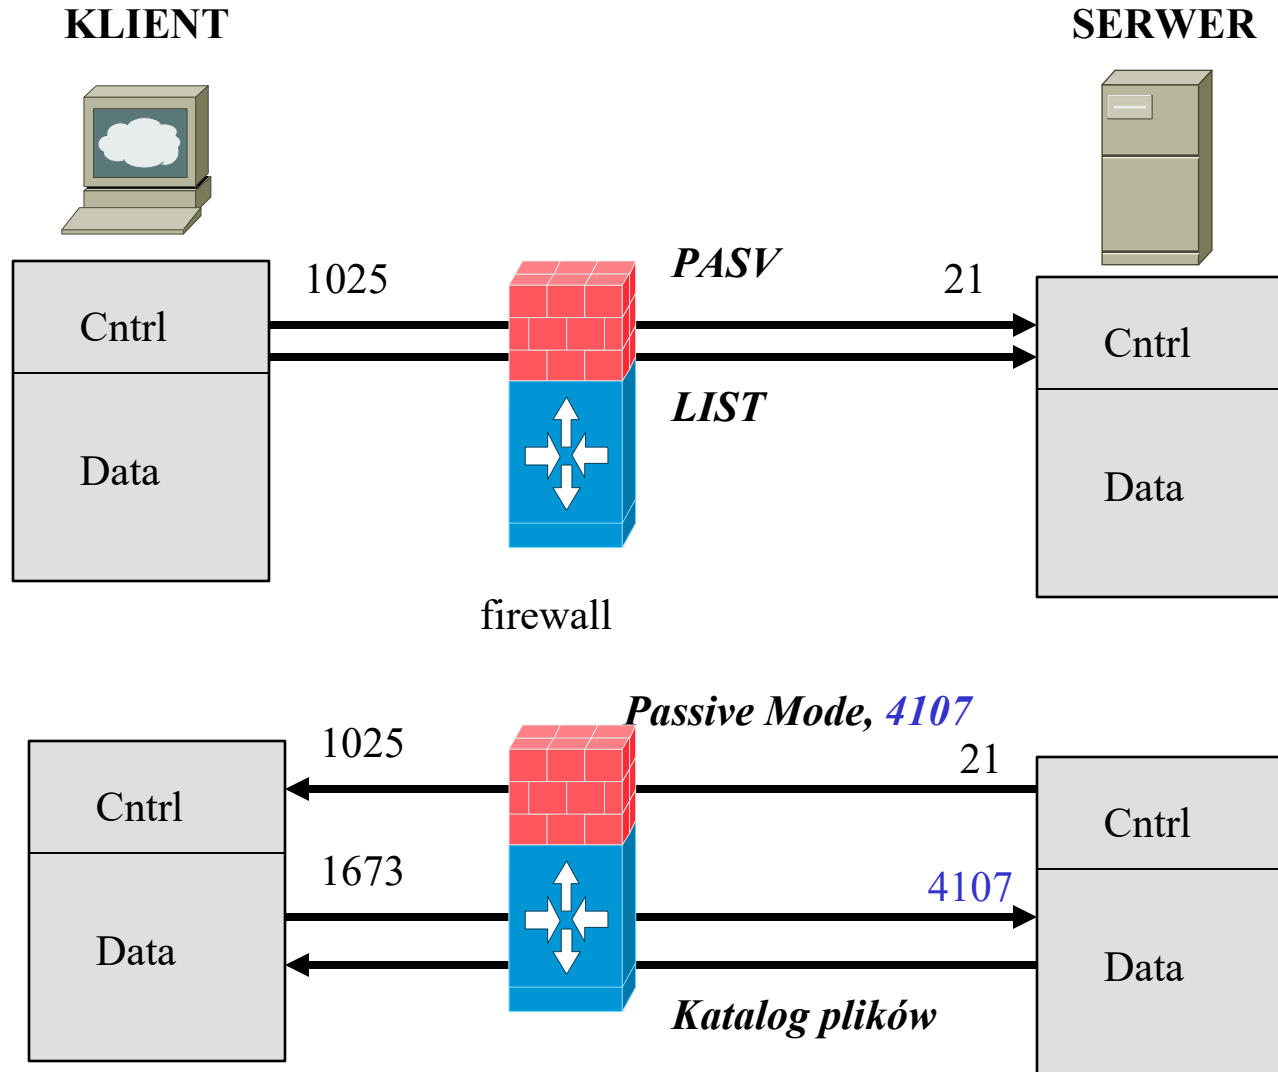 KLIENT
SERWER
1025
PASV
21
Cntrl
Cntrl
LIST
Data
Data
firewall
Passive Mode, 4107
1025
21
Cntrl
Cntrl
1673
4107
Data
Data
Katalog plików